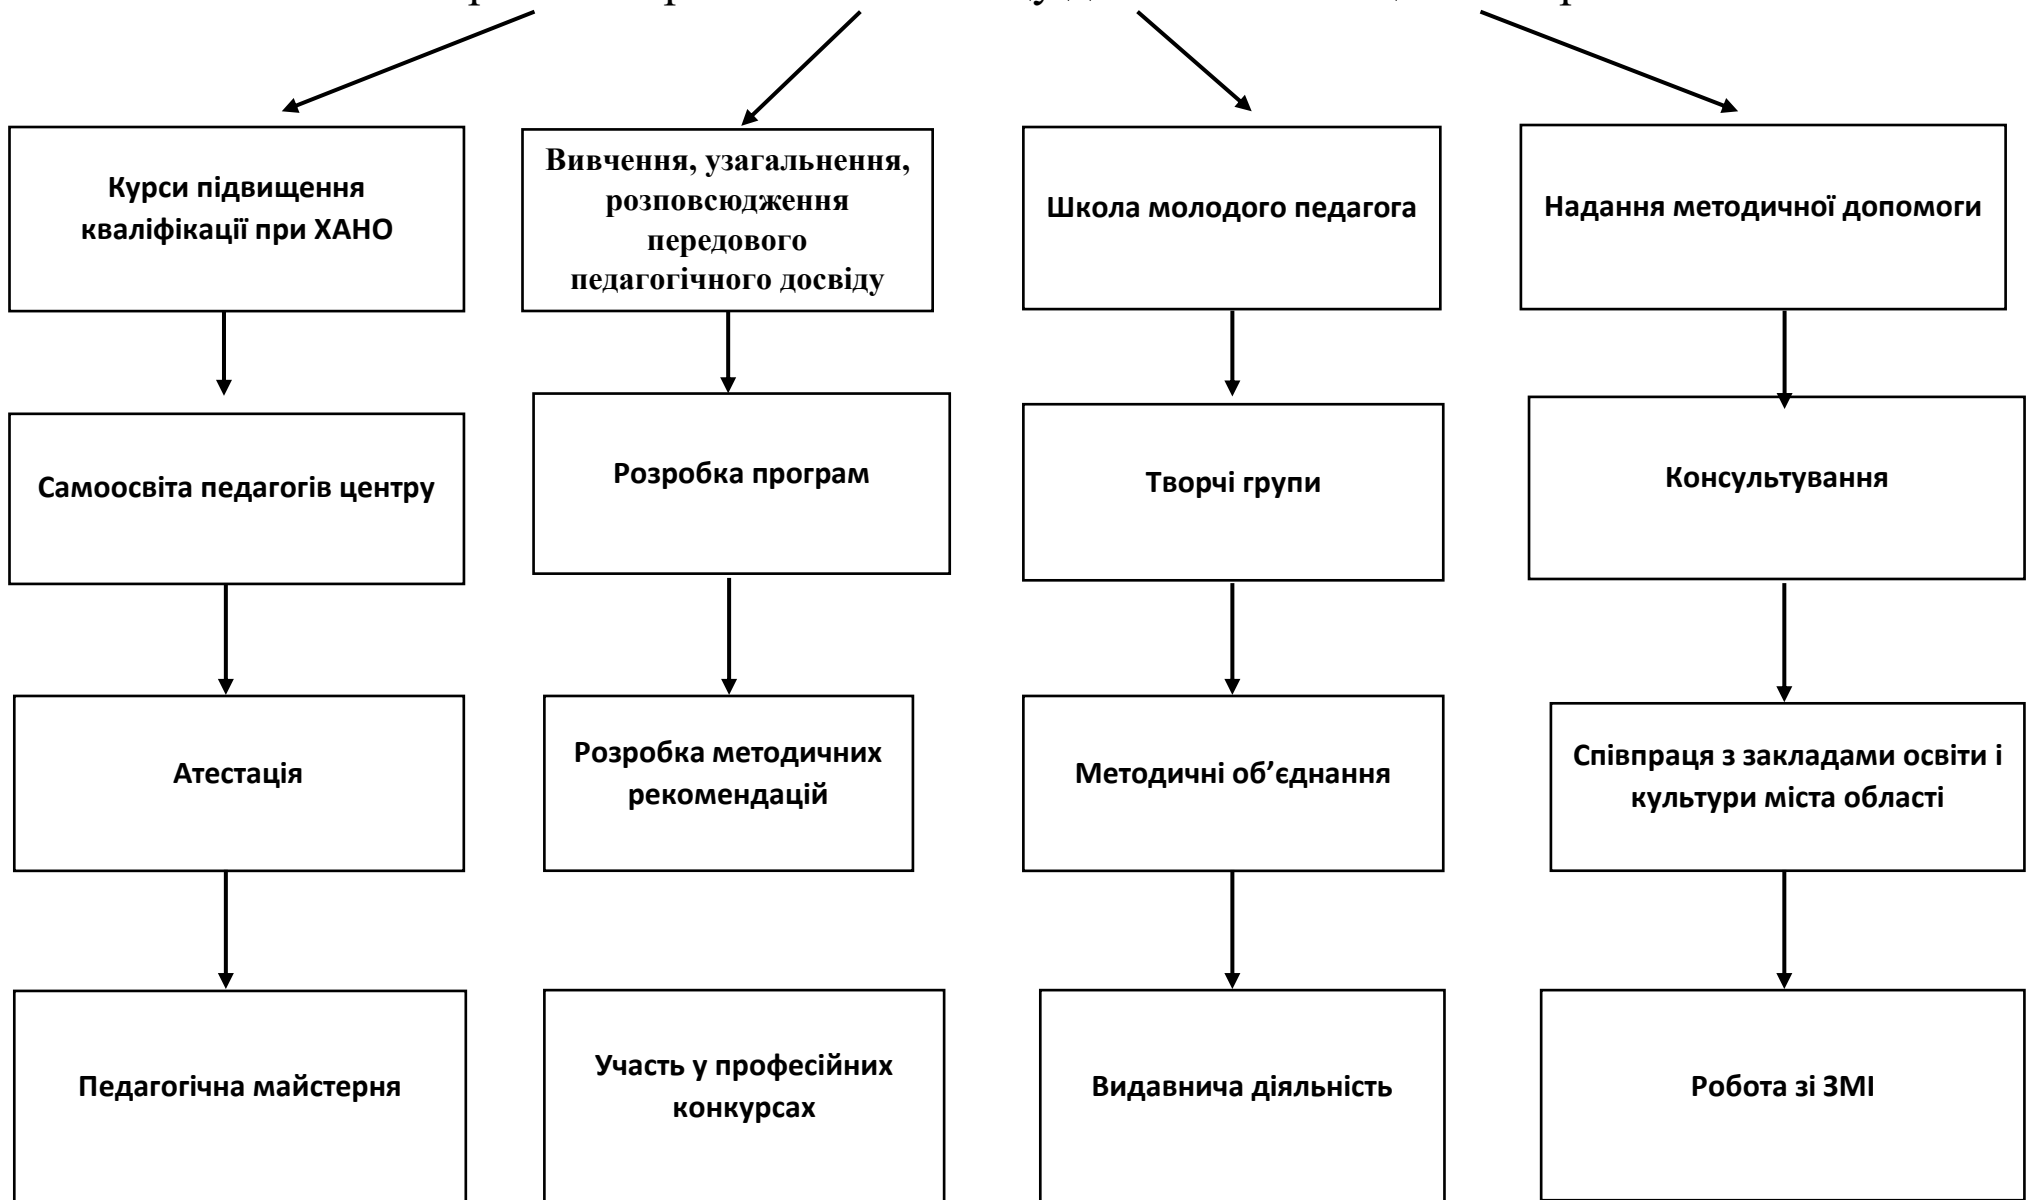 Курси підвищення
кваліфікації при ХАНО
Вивчення, узагальнення,
розповсюдження
передового
педагогічного досвіду
Школа молодого педагога
Надання методичної допомоги
Самоосвіта педагогів центру
Розробка програм
Творчі групи
Консультування
Атестація
Розробка методичних
рекомендацій
Методичні об’єднання
Співпраця з закладами освіти і
культури міста області
Педагогічна майстерня
Участь у професійних
конкурсах
Видавнича діяльність
Робота зі ЗМІ